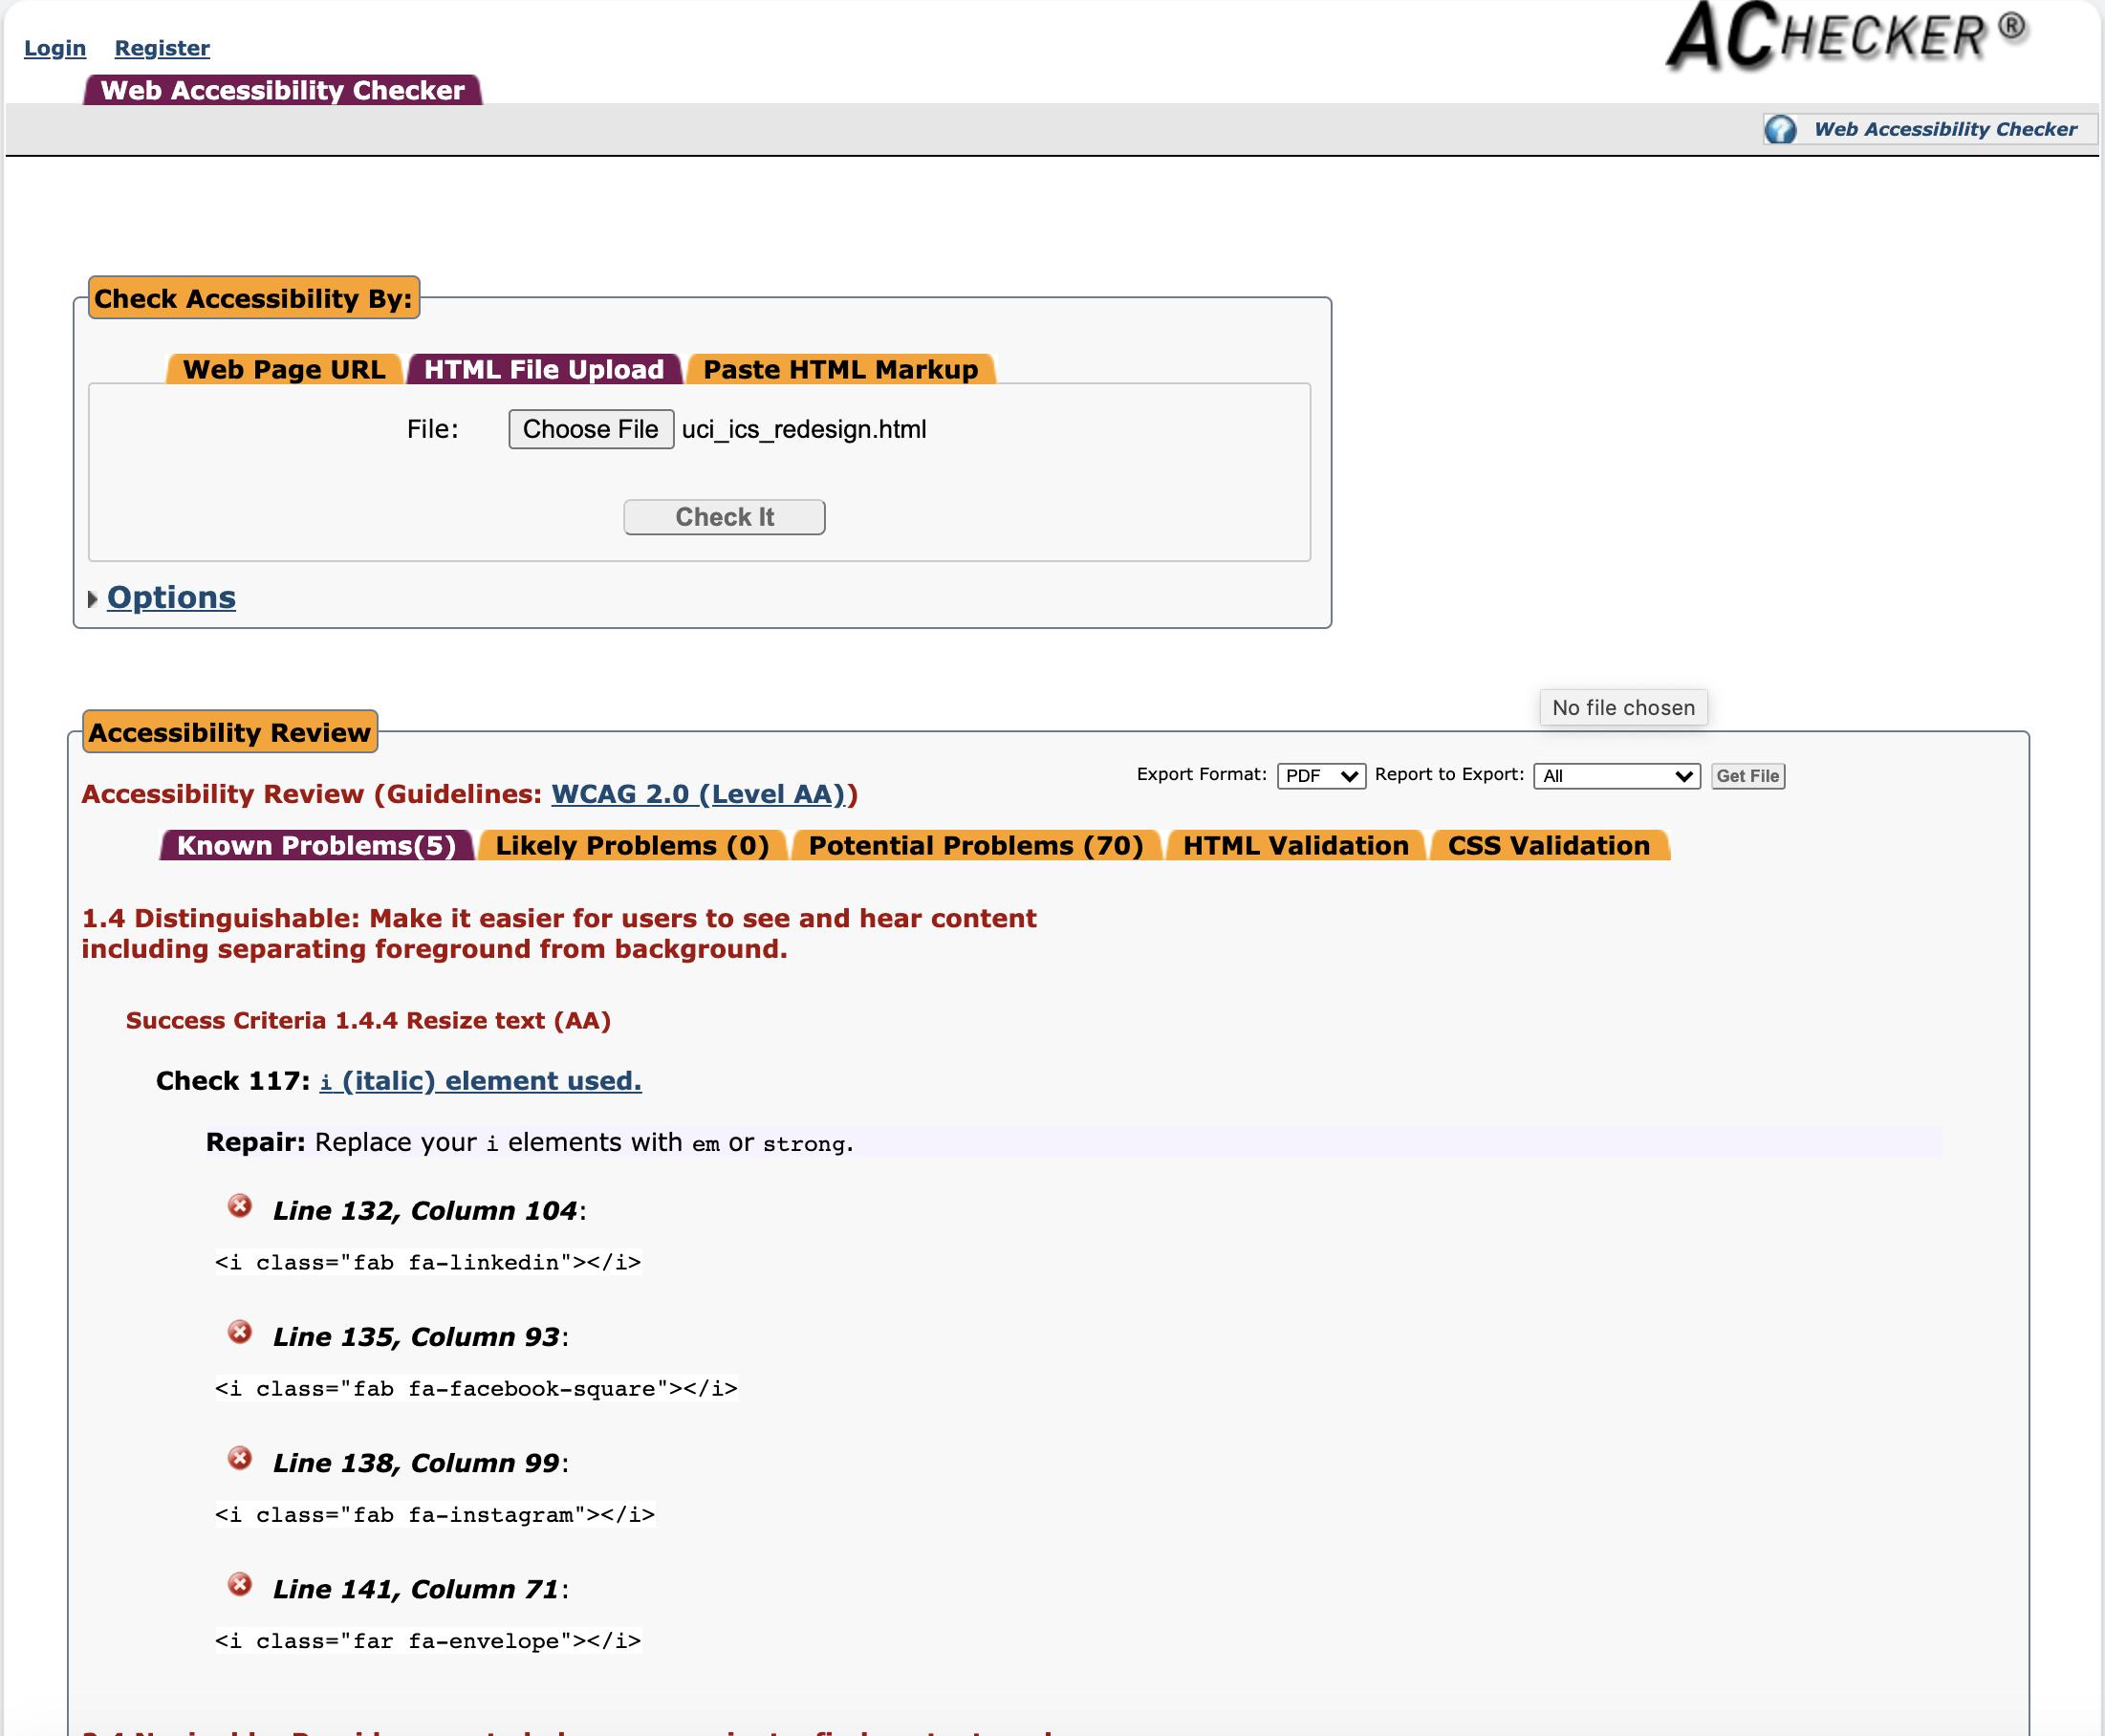 ACHECKER ®
Login Register
Web Accessibility Checker
Web Accessibility Checker
Check Accessibility By:
Web Page URL HTML File Upload Paste HTML Markup
File: Choose File uci_ics_redesign.html
Check It
Options
No file chosen
Accessibility Review
Export Format: PDF Report to Export: All Get File
Accessibility Review (Guidelines: WCAG 2.0 (Level AA))
Known Problems(5) Likely Problems (0) Potential Problems (70) HTML Validation CSS Validation
1.4 Distinguishable: Make it easier for users to see and hear content
including separating foreground from background.
Success Criteria 1.4.4 Resize text (AA)
Check 117: i (italic) element used.
Repair: Replace your i elements with em or strong.
Line 132, Column 104:
<i class="fab fa-linkedin"></i>
Line 135, Column 93:
<i class="fab fa-facebook-square"></i>
Line 138, Column 99:
<i class="fab fa-instagram"></i>
Line 141, Column 71:
<i class="far fa-envelope"></i>